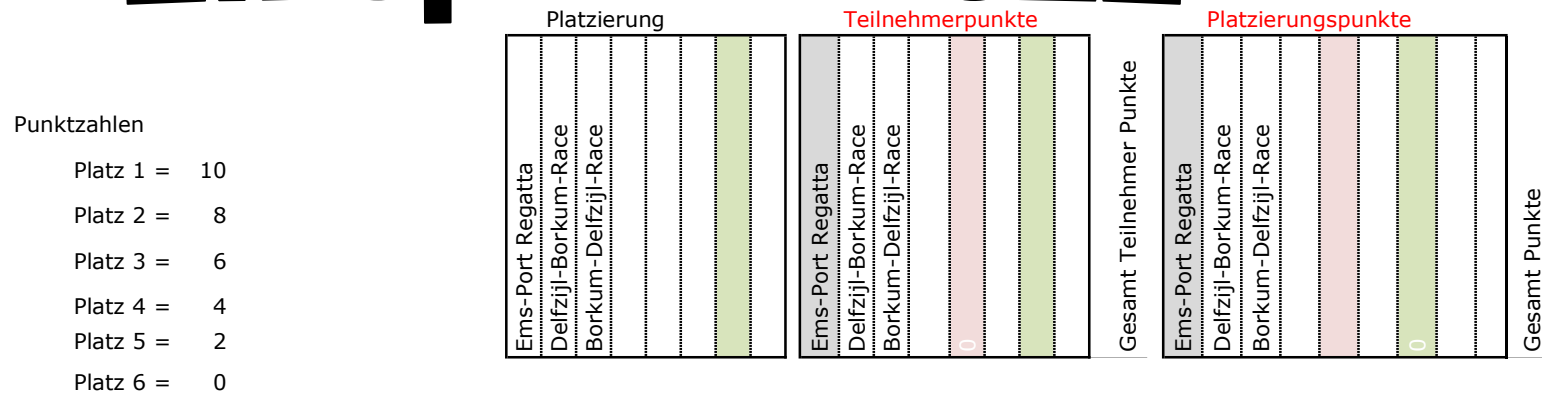 Platzierung
Teilnehmerpunkte
Platzierungspunkte
Punktzahlen
Platz 1 = 10
Platz 2 = 8
Platz 3 = 6
Platz 4 = 4
Platz 5 = 2
Platz 6 = 0
Ems-Port Regatta
Delfzijl-Borkum-Race
Borkum-Delfzijl-Race
Ems-Port Regatta
Delfzijl-Borkum-Race
Borkum-Delfzijl-Race
0
Gesamt Teilnehmer Punkte
Ems-Port Regatta
Delfzijl-Borkum-Race
Borkum-Delfzijl-Race
0
Gesamt Punkte